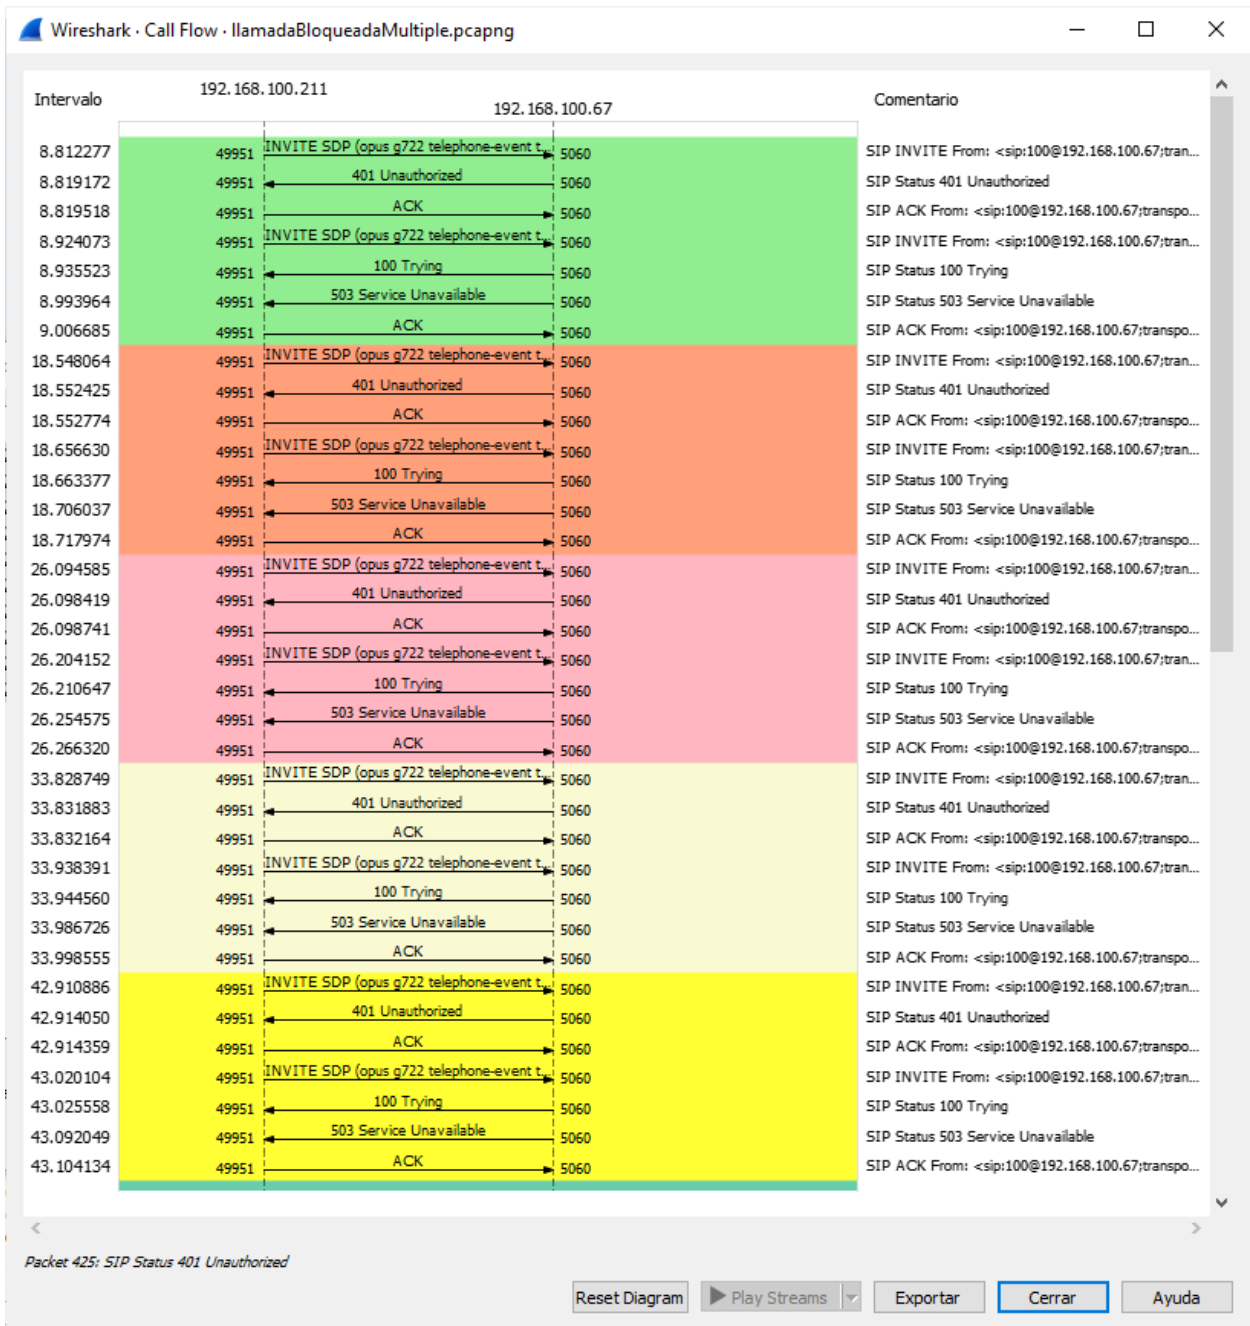 Wireshark · Call Flow · llamadaBloqueadaMultiple.pcapng
192.168.100.211
Intervalo 192.168.100.67 Comentario
8.812277 49951 INVITE SDP (opus g722 telephone-event t... 5060 SIP INVITE From: <sip:100@192.168.100.67;tran...
8.819172 49951 401 Unauthorized 5060 SIP Status 401 Unauthorized
8.819518 49951 ACK 5060 SIP ACK From: <sip:100@192.168.100.67;transpo...
8.924073 49951 INVITE SDP (opus g722 telephone-event t... 5060 SIP INVITE From: <sip:100@192.168.100.67;tran...
8.935523 49951 100 Trying 5060 SIP Status 100 Trying
8.993964 49951 503 Service Unavailable 5060 SIP Status 503 Service Unavailable
9.006685 49951 ACK 5060 SIP ACK From: <sip:100@192.168.100.67;transpo...
18.548064 49951 INVITE SDP (opus g722 telephone-event t... 5060 SIP INVITE From: <sip:100@192.168.100.67;tran...
18.552425 49951 401 Unauthorized 5060 SIP Status 401 Unauthorized
18.552774 49951 ACK 5060 SIP ACK From: <sip:100@192.168.100.67;transpo...
18.656630 49951 INVITE SDP (opus g722 telephone-event t... 5060 SIP INVITE From: <sip:100@192.168.100.67;tran...
18.663377 49951 100 Trying 5060 SIP Status 100 Trying
18.706037 49951 503 Service Unavailable 5060 SIP Status 503 Service Unavailable
18.717974 49951 ACK 5060 SIP ACK From: <sip:100@192.168.100.67;transpo...
26.094585 49951 INVITE SDP (opus g722 telephone-event t... 5060 SIP INVITE From: <sip:100@192.168.100.67;tran...
26.098419 49951 401 Unauthorized 5060 SIP Status 401 Unauthorized
26.098741 49951 ACK 5060 SIP ACK From: <sip:100@192.168.100.67;transpo...
26.204152 49951 INVITE SDP (opus g722 telephone-event t... 5060 SIP INVITE From: <sip:100@192.168.100.67;tran...
26.210647 49951 100 Trying 5060 SIP Status 100 Trying
26.254575 49951 503 Service Unavailable 5060 SIP Status 503 Service Unavailable
26.266320 49951 ACK 5060 SIP ACK From: <sip:100@192.168.100.67;transpo...
33.828749 49951 INVITE SDP (opus g722 telephone-event t... 5060 SIP INVITE From: <sip:100@192.168.100.67;tran...
33.831883 49951 401 Unauthorized 5060 SIP Status 401 Unauthorized
33.832164 49951 ACK 5060 SIP ACK From: <sip:100@192.168.100.67;transpo...
33.938391 49951 INVITE SDP (opus g722 telephone-event t... 5060 SIP INVITE From: <sip:100@192.168.100.67;tran...
33.944560 49951 100 Trying 5060 SIP Status 100 Trying
33.986726 49951 503 Service Unavailable 5060 SIP Status 503 Service Unavailable
33.998555 49951 ACK 5060 SIP ACK From: <sip:100@192.168.100.67;transpo...
42.910886 49951 INVITE SDP (opus g722 telephone-event t... 5060 SIP INVITE From: <sip:100@192.168.100.67;tran...
42.914050 49951 401 Unauthorized 5060 SIP Status 401 Unauthorized
42.914359 49951 ACK 5060 SIP ACK From: <sip:100@192.168.100.67;transpo...
43.020104 49951 INVITE SDP (opus g722 telephone-event t... 5060 SIP INVITE From: <sip:100@192.168.100.67;tran...
43.025558 49951 100 Trying 5060 SIP Status 100 Trying
43.092049 49951 503 Service Unavailable 5060 SIP Status 503 Service Unavailable
43.104134 49951 ACK 5060 SIP ACK From: <sip:100@192.168.100.67;transpo...
Packet 425: SIP Status 401 Unauthorized
Reset Diagram Play Streams Exportar Cerrar Ayuda